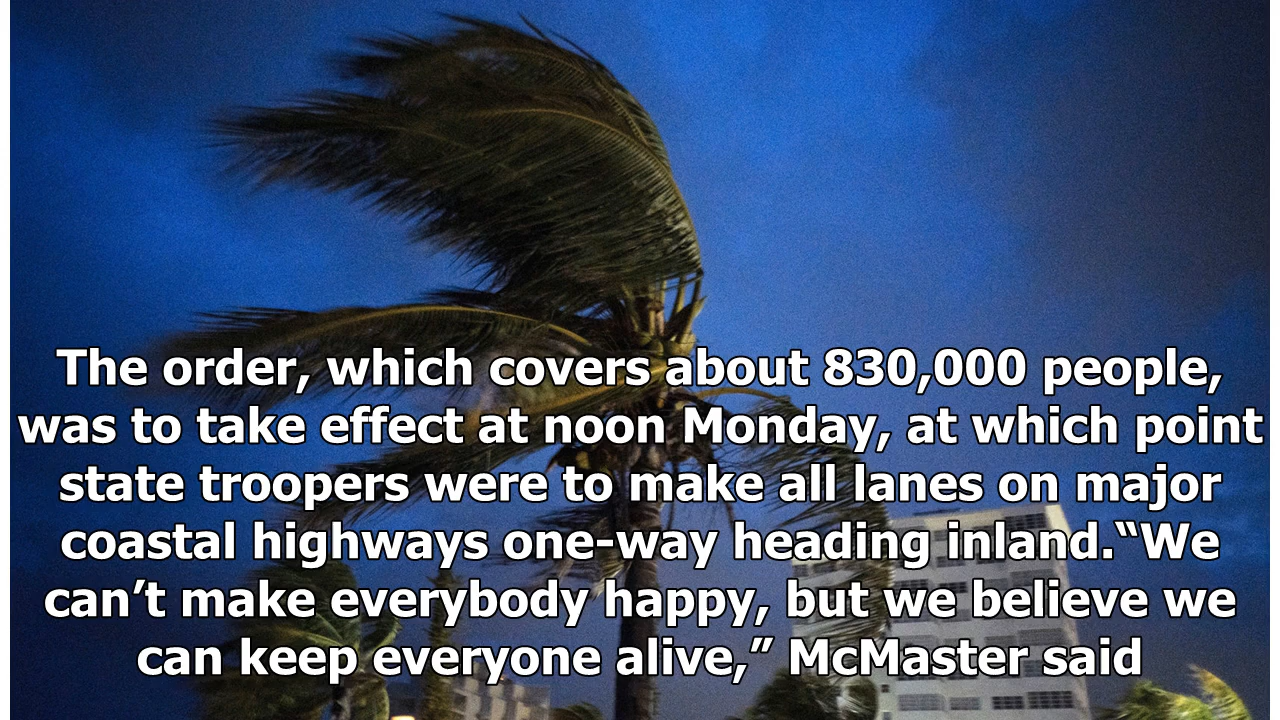 The order, which covers about 830,000 people,
was to take effect at noon Monday, at which point
state troopers were to make all lanes on major
coastal highways one-way heading inland.“We
can’t make everybody happy, but we believe we
can keep everyone alive,” McMaster said